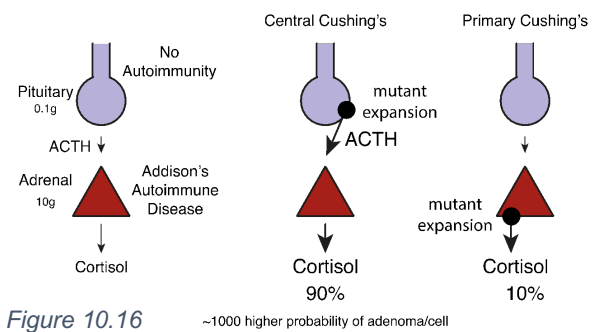 No
Autoimmunity
Pituitary
0.1g
ACTH
Adrenal
10g
Addison's
Autoimmune
Disease
Cortisol
Central Cushing's
mutant
expansion
ACTH
Cortisol
90%
Primary Cushing's
mutant
expansion
Cortisol
10%
Figure 10.16
~1000 higher probability of adenoma/cell